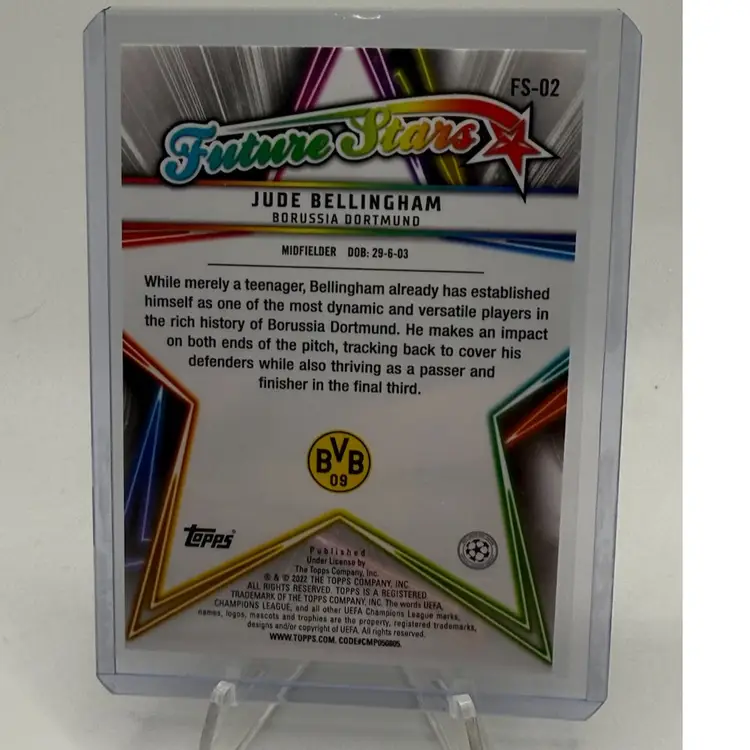 FS-02
Future Stars
JUDE BELLINGHAM
BORUSSIA DORTMUND
MIDFIELDER DOB: 29-6-03
While merely a teenager, Bellingham already has established
himself as one of the most dynamic and versatile players in
the rich history of Borussia Dortmund. He makes an impact
on both ends of the pitch, tracking back to cover his
defenders while also thriving as a passer and
finisher in the final third.
BVB
09
Topps
Published
Under License by
The Topps Company, Inc.
® & © 2022 THE TOPPS COMPANY, INC.
ALL RIGHTS RESERVED. TOPPS IS A REGISTERED
TRADEMARK OF THE TOPPS COMPANY, INC. The words UEFA,
CHAMPIONS LEAGUE, and all other UEFA Champions League marks,
names, logos, mascots and trophies are the property, registered trademarks,
designs and/or copyright of UEFA. All rights reserved.
WWW.TOPPS.COM. CODE#CMP050805.